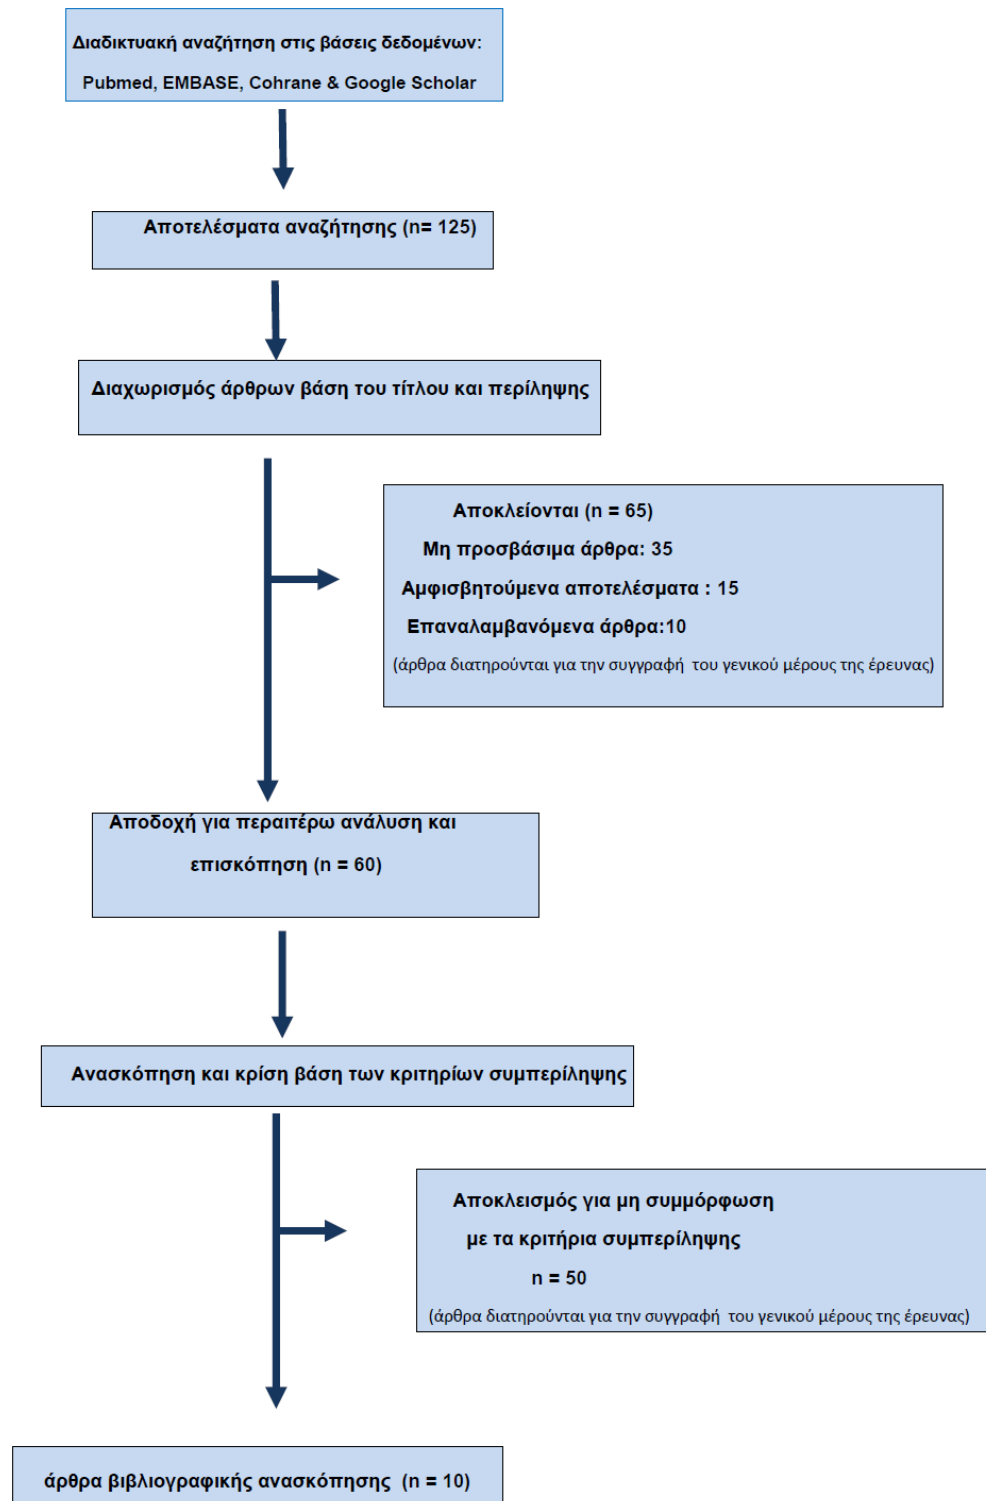 Διαδικτυακή αναζήτηση στις βάσεις δεδομένων:
Pubmed, EMBASE, Cohrane & Google Scholar
Αποτελέσματα αναζήτησης (n= 125)
Διαχωρισμός άρθρων βάση του τίτλου και περίληψης
Αποκλείονται (n = 65)
Μη προσβάσιμα άρθρα: 35
Αμφισβητούμενα αποτελέσματα : 15
Επαναλαμβανόμενα άρθρα:10
(άρθρα διατηρούνται για την συγγραφή του γενικού μέρους της έρευνας)
Αποδοχή για περαιτέρω ανάλυση και
επισκόπηση (n = 60)
Ανασκόπηση και κρίση βάση των κριτηρίων συμπερίληψης
Αποκλεισμός για μη συμμόρφωση
με τα κριτήρια συμπερίληψης
n = 50
(άρθρα διατηρούνται για την συγγραφή του γενικού μέρους της έρευνας)
άρθρα βιβλιογραφικής ανασκόπησης (n = 10)